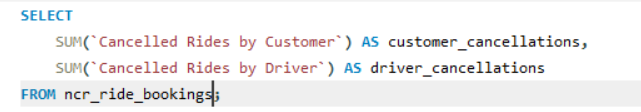 SELECT
    SUM(`Cancelled Rides by Customer`) AS customer_cancellations,
    SUM(`Cancelled Rides by Driver`) AS driver_cancellations
FROM ncr_ride_bookings;